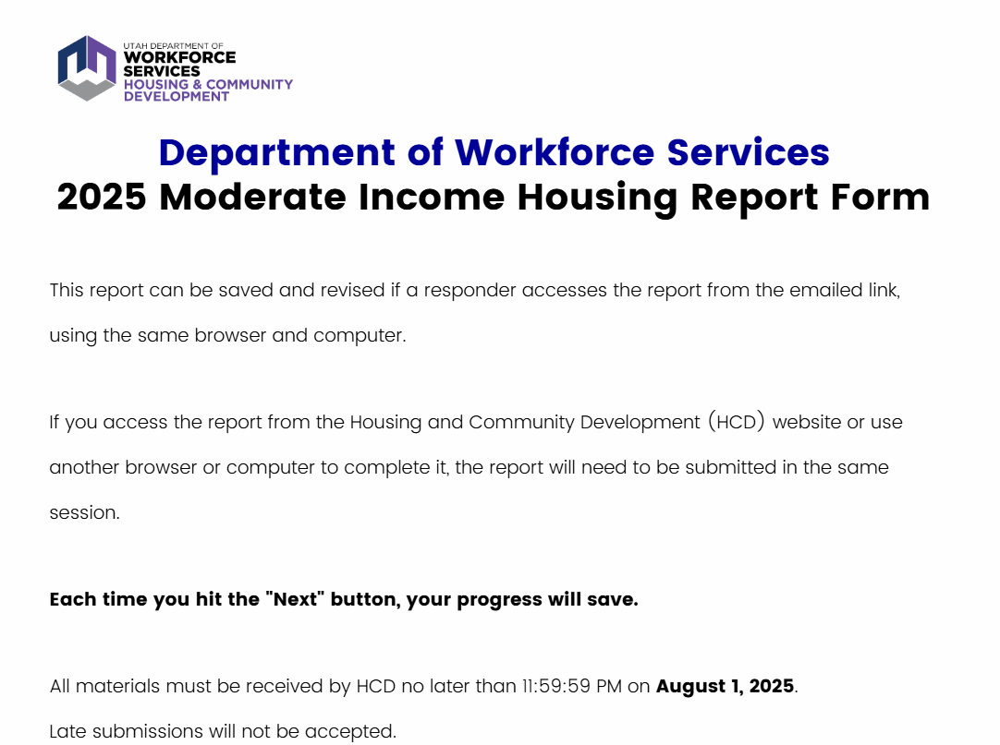 UTAH DEPARTMENT OF
WORKFORCE
SERVICES
HOUSING & COMMUNITY
DEVELOPMENT
Department of Workforce Services
2025 Moderate Income Housing Report Form
This report can be saved and revised if a responder accesses the report from the emailed link,
using the same browser and computer.
If you access the report from the Housing and Community Development (HCD) website or use
another browser or computer to complete it, the report will need to be submitted in the same
session.
Each time you hit the "Next" button, your progress will save.
All materials must be received by HCD no later than 11:59:59 PM on August 1, 2025.
Late submissions will not be accepted.